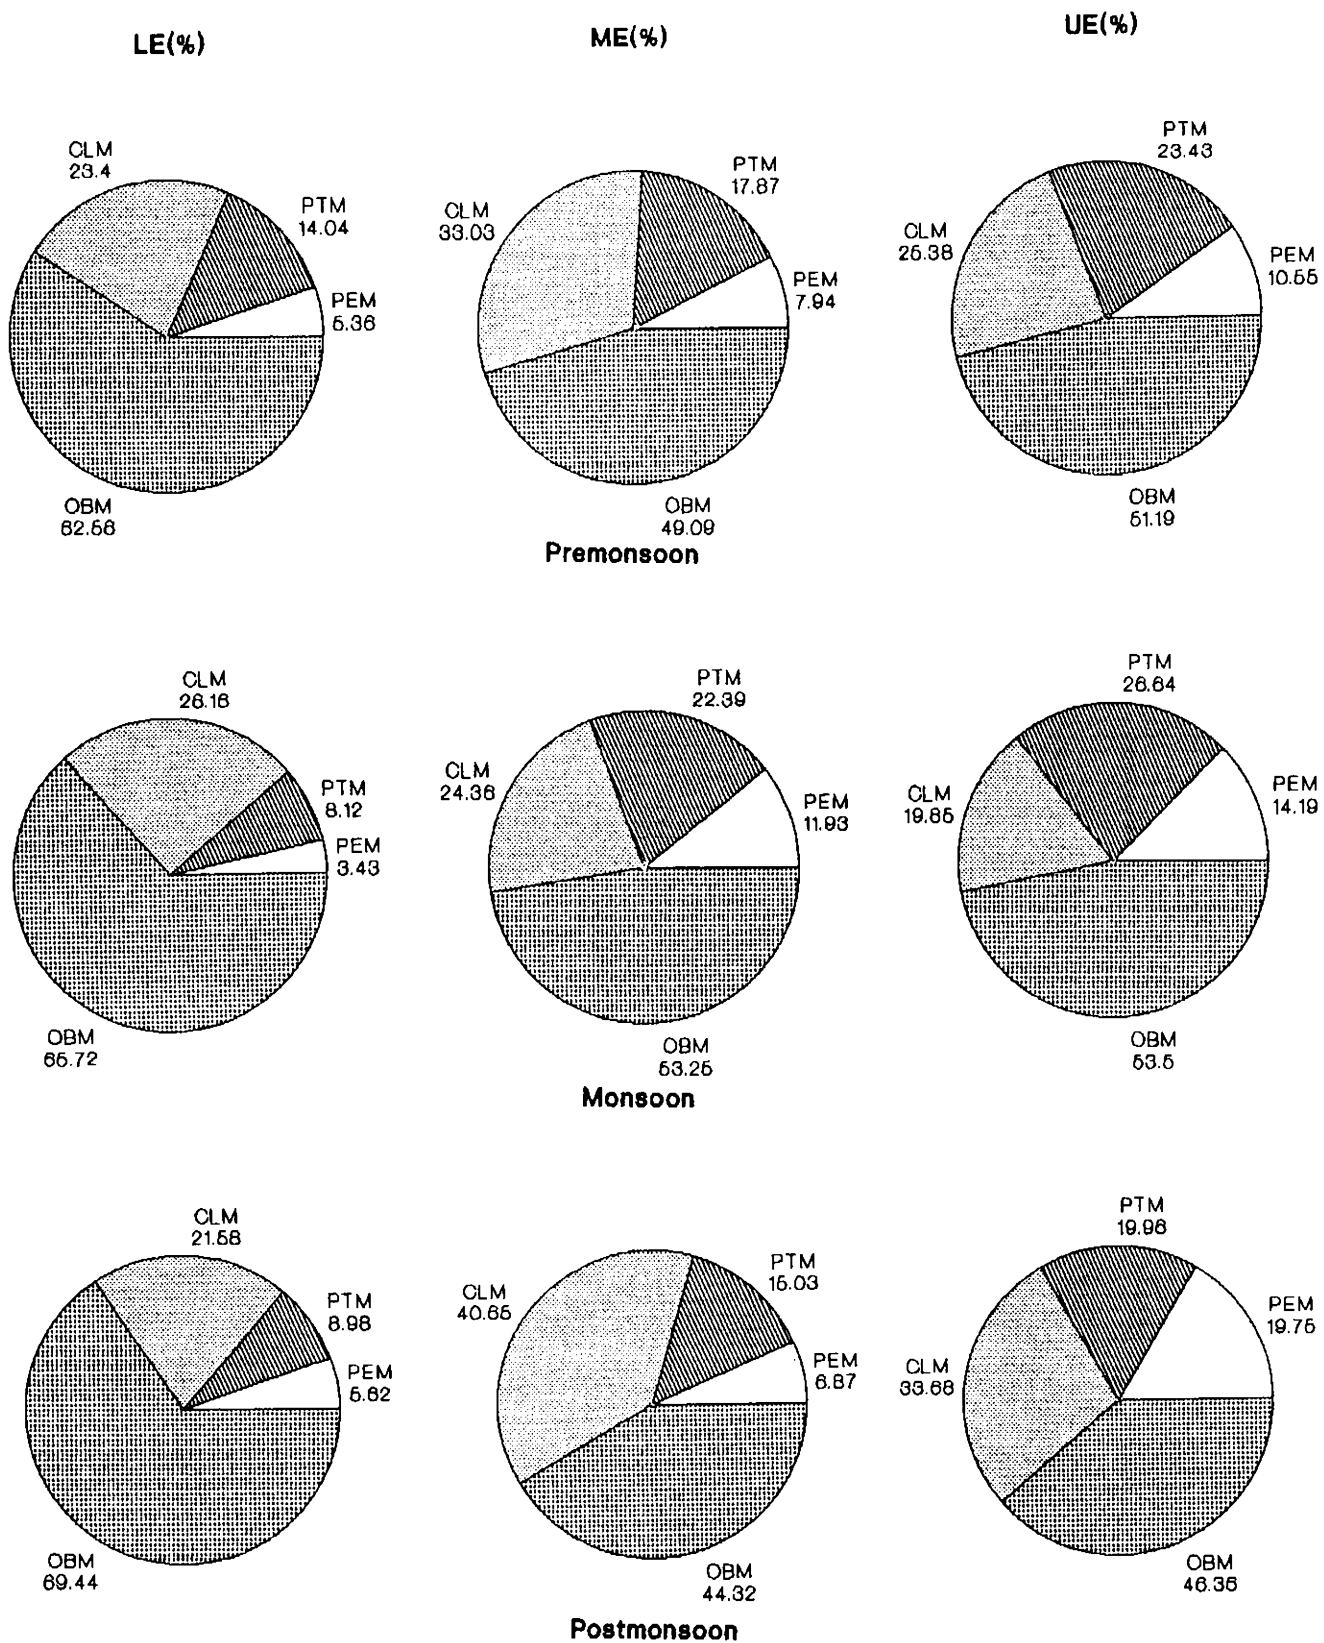 LE(%)
ME(%)
UE(%)
CLM
23.4
PTM
14.04
PEM
5.36
OBM
62.56
CLM
33.03
PTM
17.87
PEM
7.94
OBM
49.09
CLM
25.38
PTM
23.43
PEM
10.55
OBM
51.19
Premonsoon
CLM
26.16
PTM
8.12
PEM
3.43
OBM
65.72
CLM
24.36
PTM
22.39
PEM
11.93
OBM
53.25
CLM
19.85
PTM
26.64
PEM
14.19
OBM
53.5
Monsoon
CLM
21.58
PTM
8.98
PEM
5.62
OBM
69.44
CLM
40.65
PTM
15.03
PEM
6.87
OBM
44.32
CLM
33.68
PTM
19.96
PEM
19.75
OBM
46.36
Postmonsoon